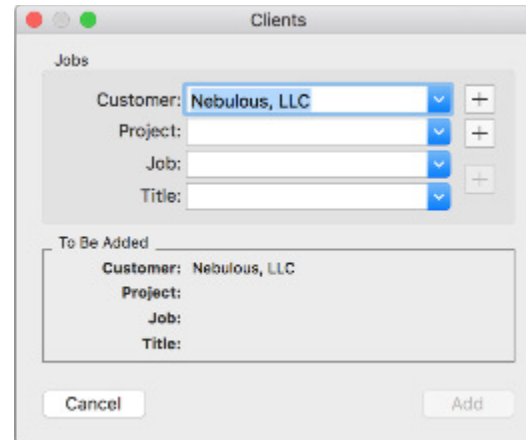 Clients
Jobs
Customer: Nebulous, LLC
Project:
Job:
Title:
To Be Added
Customer: Nebulous, LLC
Project:
Job:
Title:
Cancel Add